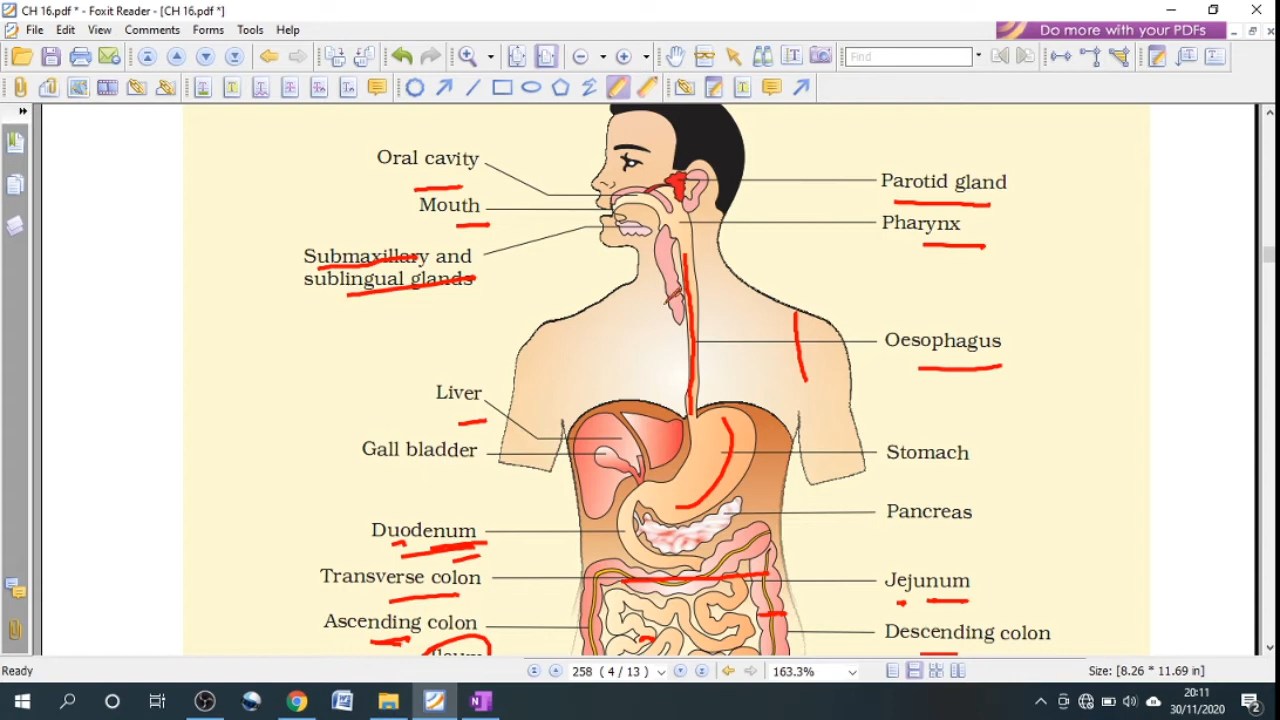 CH 16.pdf * - Foxit Reader - [CH 16.pdf *]
File Edit View Comments Forms Tools Help
Do more with your PDFs
Find
Oral cavity
Parotid gland
Mouth
Pharynx
Submaxillary and
sublingual glands
Oesophagus
Liver
Gall bladder
Stomach
Pancreas
Duodenum
Transverse colon
Jejunum
Ascending colon
Descending colon
Ready
258 ( 4 / 13 )
163.3%
Size: [8.26 * 11.69 in]
20:11
30/11/2020
2